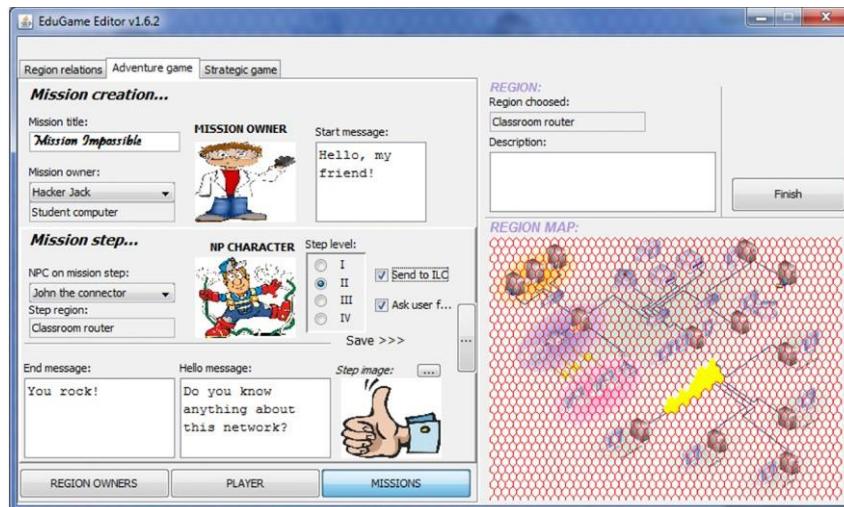 EduGame Editor v1.6.2
Region relations
Adventure game
Strategic game
Mission creation...
Mission title:
Mission Impossible
MISSION OWNER
Start message:
Hello, my
friend!
Mission owner:
Hacker Jack
Student computer
Mission step...
NP CHARACTER
Step level:
I
II
III
IV
Send to ILC
Ask user f...
NPC on mission step:
John the connector
Step region:
Classroom router
Save >>>
...
End message:
You rock!
Hello message:
Do you know
anything about
this network?
Step image:
...
REGION OWNERS
PLAYER
MISSIONS
REGION:
Region choosed:
Classroom router
Description:
Finish
REGION MAP: